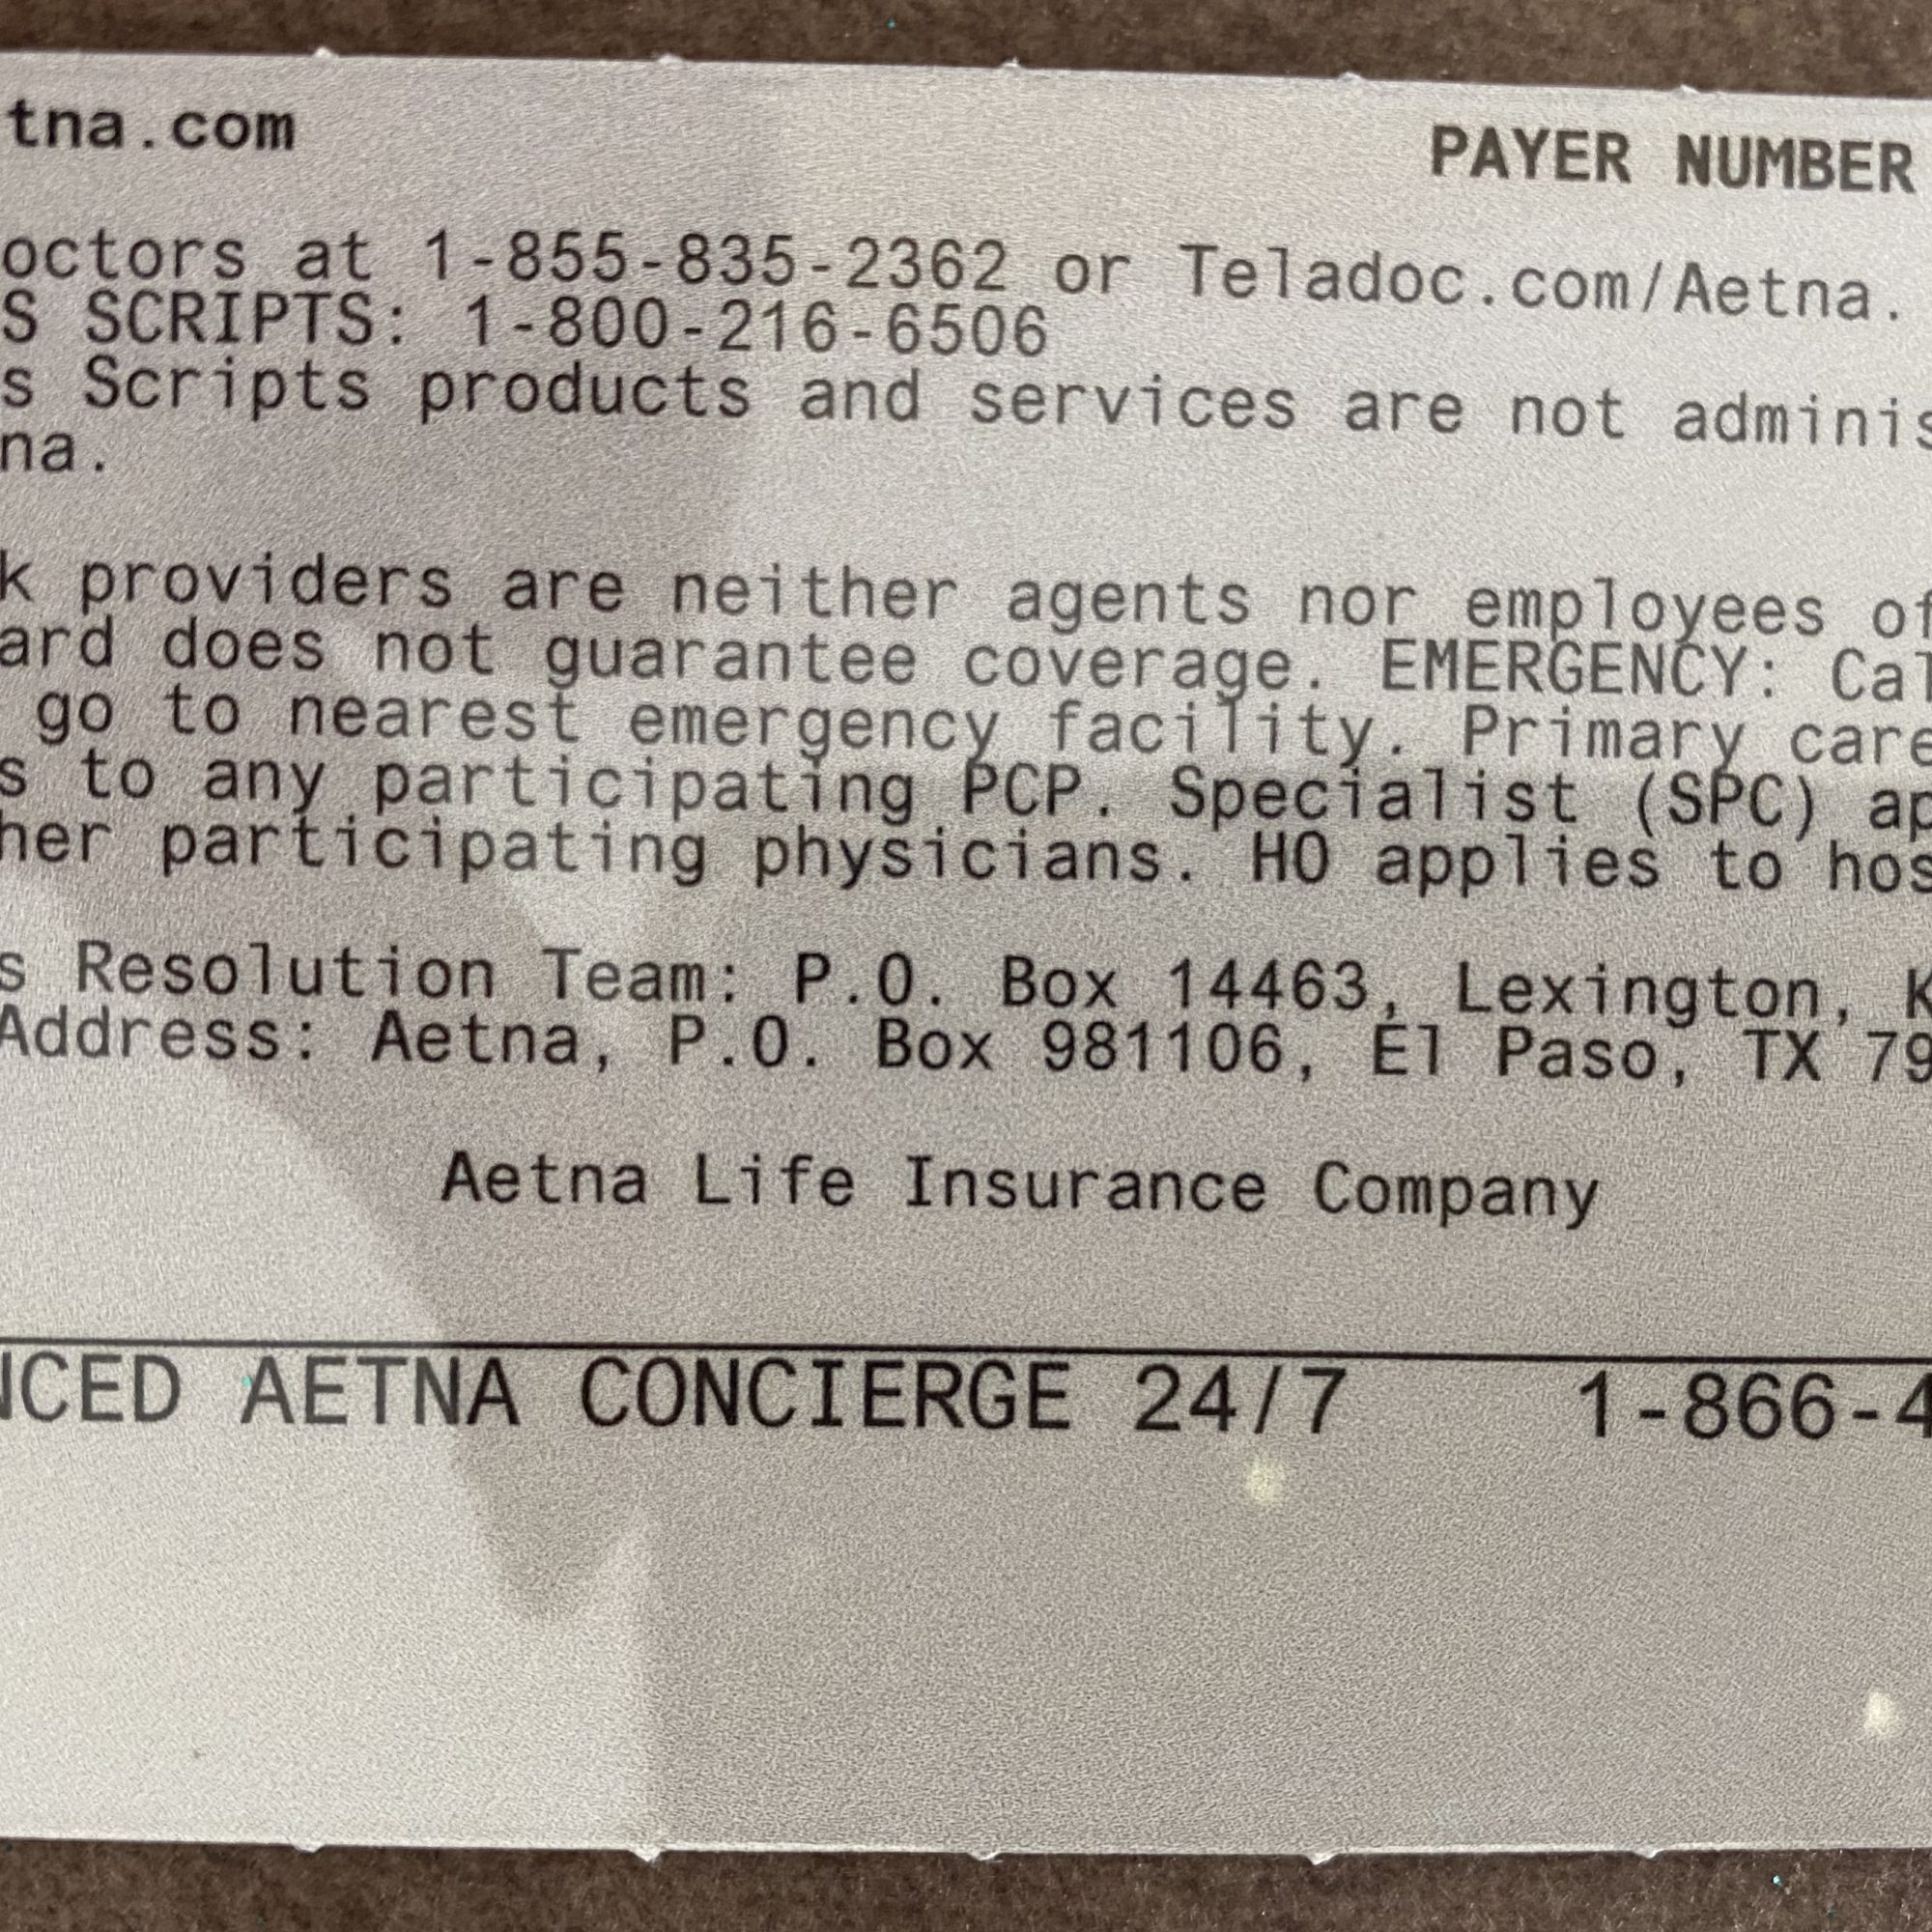 tna.com PAYER NUMBER
octors at 1-855-835-2362 or Teladoc.com/Aetna.
S SCRIPTS: 1-800-216-6506
s Scripts products and services are not adminis
na.
k providers are neither agents nor employees of
ard does not guarantee coverage. EMERGENCY: Cal
go to nearest emergency facility. Primary care
s to any participating PCP. Specialist (SPC) ap
her participating physicians. HO applies to hos
s Resolution Team: P.O. Box 14463, Lexington, K
Address: Aetna, P.O. Box 981106, El Paso, TX 79
Aetna Life Insurance Company
NCED AETNA CONCIERGE 24/7 1-866-4